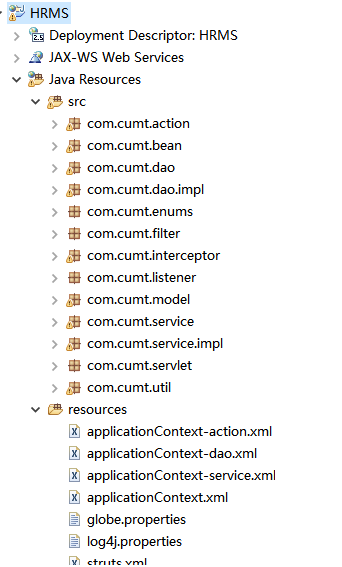 HRMS
2.5 Deployment Descriptor: HRMS
JAX-WS Web Services
Java Resources
src
com.cumt.action
com.cumt.bean
com.cumt.dao
com.cumt.dao.impl
com.cumt.enums
com.cumt.filter
com.cumt.interceptor
com.cumt.listener
com.cumt.model
com.cumt.service
com.cumt.service.impl
com.cumt.servlet
com.cumt.util
resources
applicationContext-action.xml
applicationContext-dao.xml
applicationContext-service.xml
applicationContext.xml
globe.properties
log4j.properties
struts.xml